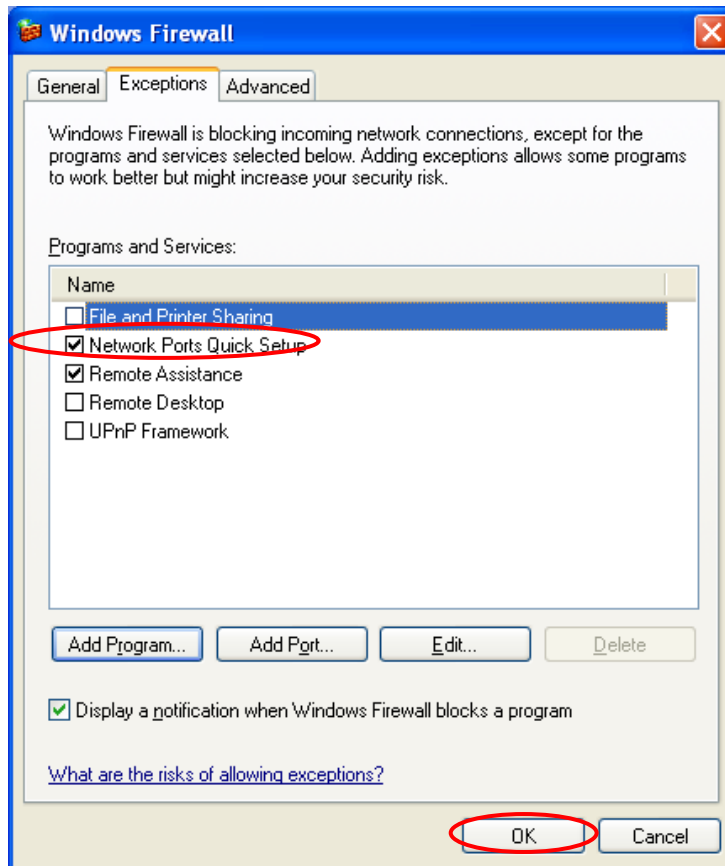 Windows Firewall
General Exceptions Advanced
Windows Firewall is blocking incoming network connections, except for the
programs and services selected below. Adding exceptions allows some programs
to work better but might increase your security risk.
Programs and Services:
Name
File and Printer Sharing
Network Ports Quick Setup
Remote Assistance
Remote Desktop
UPnP Framework
Add Program... Add Port... Edit... Delete
Display a notification when Windows Firewall blocks a program
What are the risks of allowing exceptions?
OK Cancel